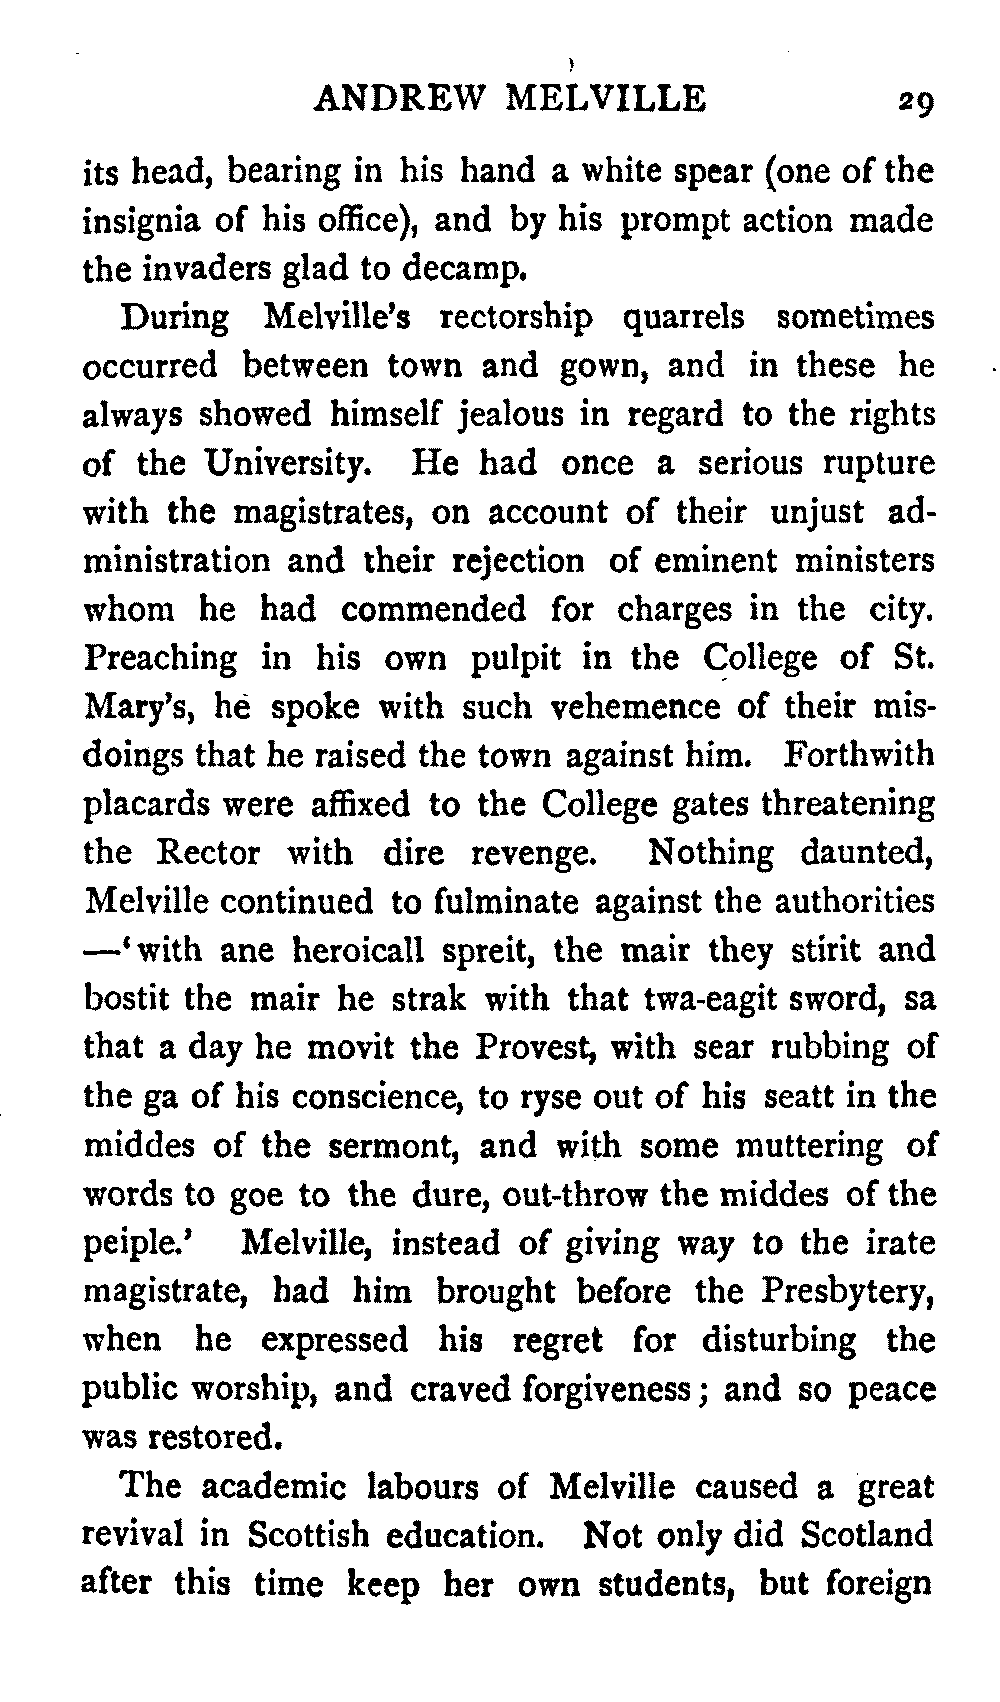 ANDREW MELVILLE 29
its head, bearing in his hand a white spear (one of the
insignia of his office), and by his prompt action made
the invaders glad to decamp.
During Melville's rectorship quarrels sometimes
occurred between town and gown, and in these he
always showed himself jealous in regard to the rights
of the University. He had once a serious rupture
with the magistrates, on account of their unjust ad-
ministration and their rejection of eminent ministers
whom he had commended for charges in the city.
Preaching in his own pulpit in the College of St.
Mary's, he spoke with such vehemence of their mis-
doings that he raised the town against him. Forthwith
placards were affixed to the College gates threatening
the Rector with dire revenge. Nothing daunted,
Melville continued to fulminate against the authorities
—'with ane heroicall spreit, the mair they stirit and
bostit the mair he strak with that twa-eagit sword, sa
that a day he movit the Provest, with sear rubbing of
the ga of his conscience, to ryse out of his seatt in the
middes of the sermont, and with some muttering of
words to goe to the dure, out-throw the middes of the
peiple.' Melville, instead of giving way to the irate
magistrate, had him brought before the Presbytery,
when he expressed his regret for disturbing the
public worship, and craved forgiveness; and so peace
was restored.
The academic labours of Melville caused a great
revival in Scottish education. Not only did Scotland
after this time keep her own students, but foreign